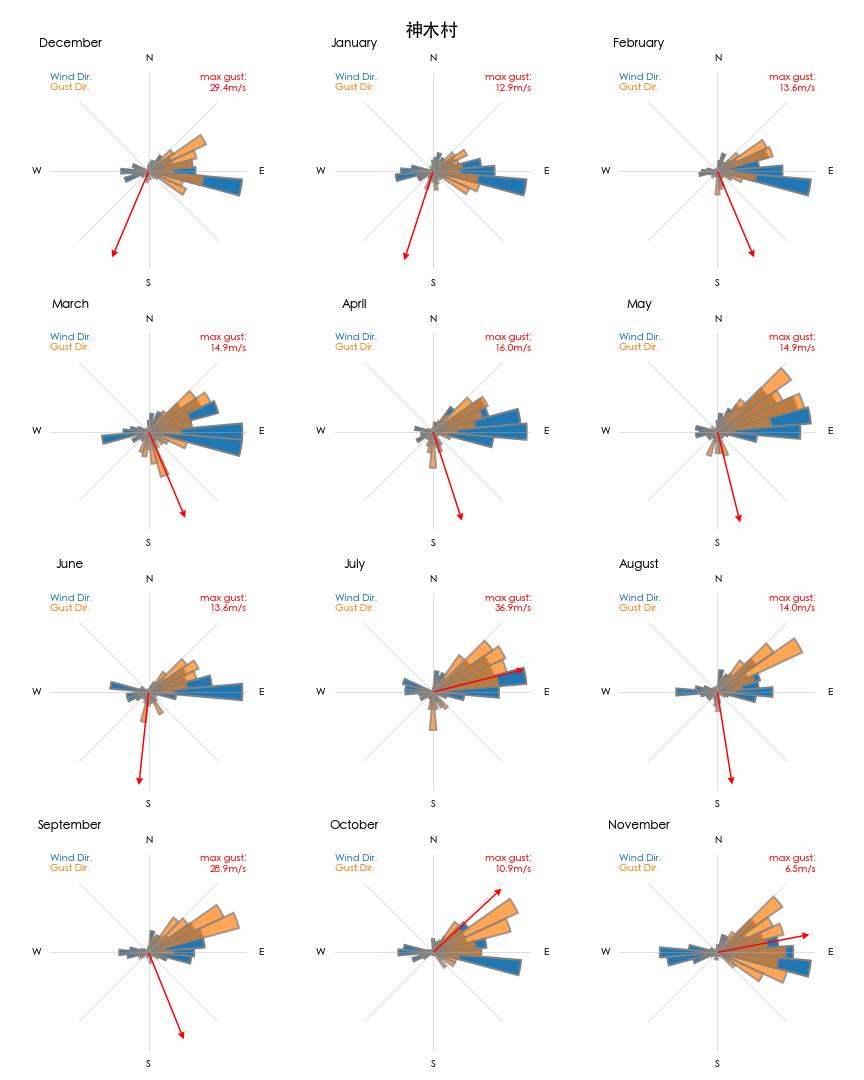 神木村
December
N
Wind Dir.
Gust Dir.
max gust:
29.4m/s
W
E
S
January
N
Wind Dir.
Gust Dir.
max gust:
12.9m/s
W
E
S
February
N
Wind Dir.
Gust Dir.
max gust:
13.6m/s
W
E
S
March
N
Wind Dir.
Gust Dir.
max gust:
14.9m/s
W
E
S
April
N
Wind Dir.
Gust Dir.
max gust:
16.0m/s
W
E
S
May
N
Wind Dir.
Gust Dir.
max gust:
14.9m/s
W
E
S
June
N
Wind Dir.
Gust Dir.
max gust:
13.6m/s
W
E
S
July
N
Wind Dir.
Gust Dir.
max gust:
36.9m/s
W
E
S
August
N
Wind Dir.
Gust Dir.
max gust:
14.0m/s
W
E
S
September
N
Wind Dir.
Gust Dir.
max gust:
28.9m/s
W
E
S
October
N
Wind Dir.
Gust Dir.
max gust:
10.9m/s
W
E
S
November
N
Wind Dir.
Gust Dir.
max gust:
6.5m/s
W
E
S